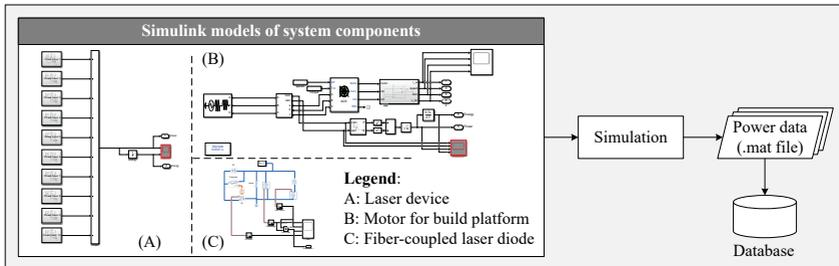 Simulink models of system components
(B)
(A)
(C)
Legend:
A: Laser device
B: Motor for build platform
C: Fiber-coupled laser diode
Simulation
Power data
(.mat file)
Database